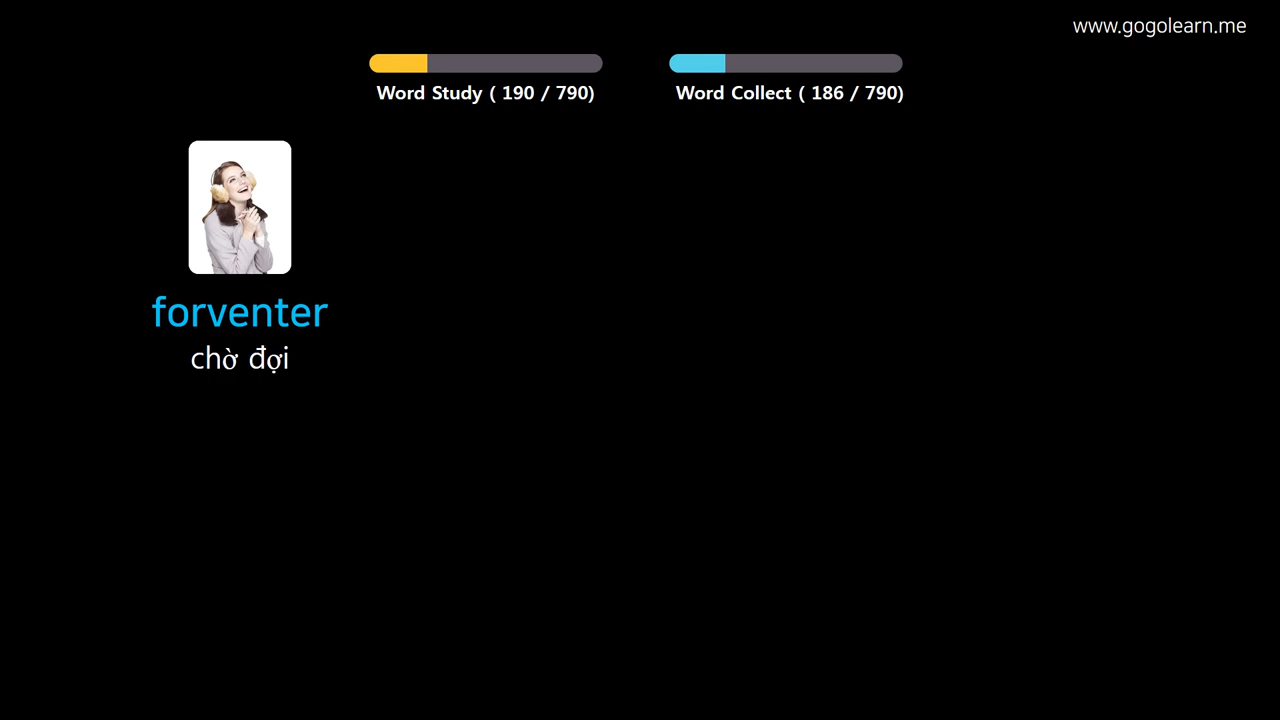 www.gogolearn.me
Word Study ( 190 / 790)
Word Collect ( 186 / 790)
forventer
chờ đợi